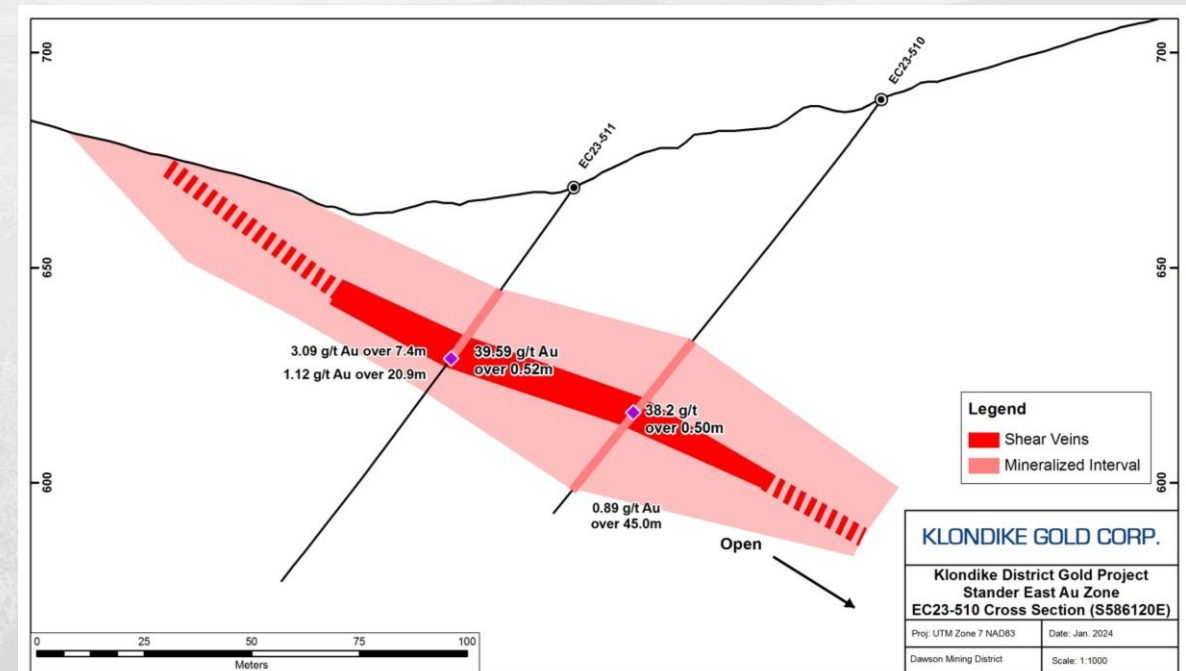 700
700
EC23-510
EC23-511
650
650
3.09 g/t Au over 7.4m
1.12 g/t Au over 20.9m
39.59 g/t Au
over 0.52m
38.2 g/t
over 0.50m
0.89 g/t Au
over 45.0m
Open
600
600
Legend
Shear Veins
Mineralized Interval
KLONDIKE GOLD CORP.
Klondike District Gold Project
Stander East Au Zone
EC23-510 Cross Section (S586120E)
Proj: UTM Zone 7 NAD83
Date: Jan. 2024
Dawson Mining District
Scale: 1:1000
0 25 50 75 100
Meters